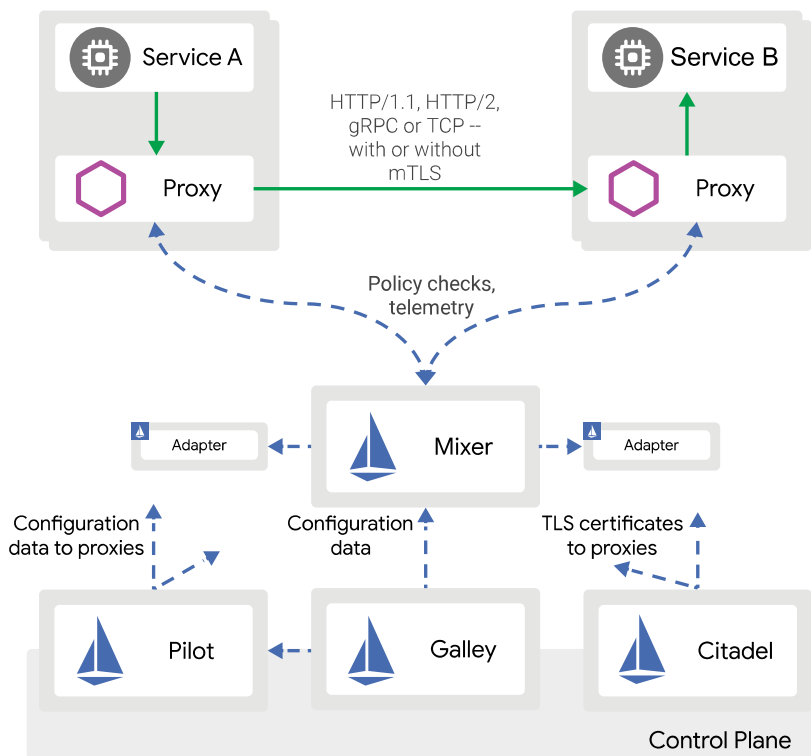 Service A
Service B
HTTP/1.1, HTTP/2,
gRPC or TCP --
with or without
mTLS
Proxy
Proxy
Policy checks,
telemetry
Adapter
Mixer
Adapter
Configuration
data to proxies
Configuration
data
TLS certificates
to proxies
Pilot
Galley
Citadel
Control Plane